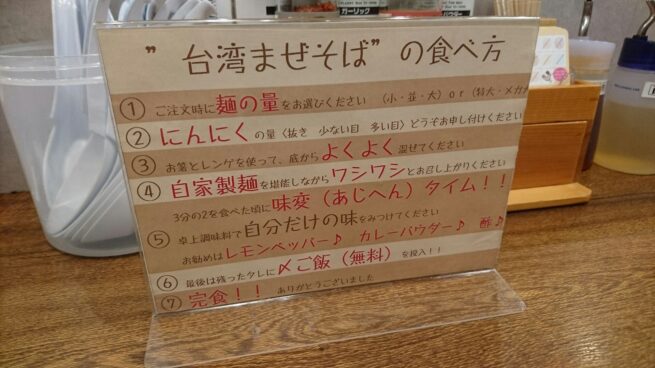 ”台湾まぜそば”の食べ方
① ご注文時に麺の量をお選びください (小・並・大)or(特大・メガ
② にんにくの量〈抜き 少ない目 多い目〉どうぞお申し付けください
③ お箸とレンゲを使って、底からよくよく混ぜてください
④ 自家製麺を堪能しながらワシワシとお召し上がりください
3分の2を食べた頃に味変(あじへん)タイム!!
⑤ 卓上調味料で自分だけの味をみつけてください
お勧めはレモンペッパー♪ カレーパウダー♪ 酢♪
⑥ 最後は残ったタレに〆ご飯(無料)を投入!!
⑦ 完食!! ありがとうございました
ガーリック
パウダー